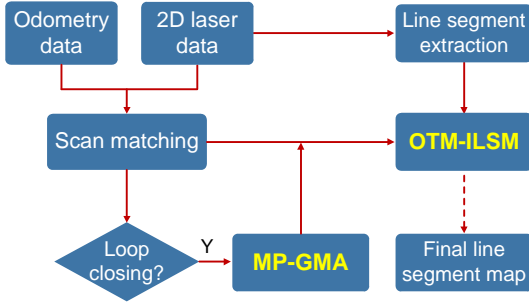 Odometry
data
2D laser
data
Line segment
extraction
Scan matching
OTM-ILSM
Loop
closing?
Y
MP-GMA
Final line
segment map